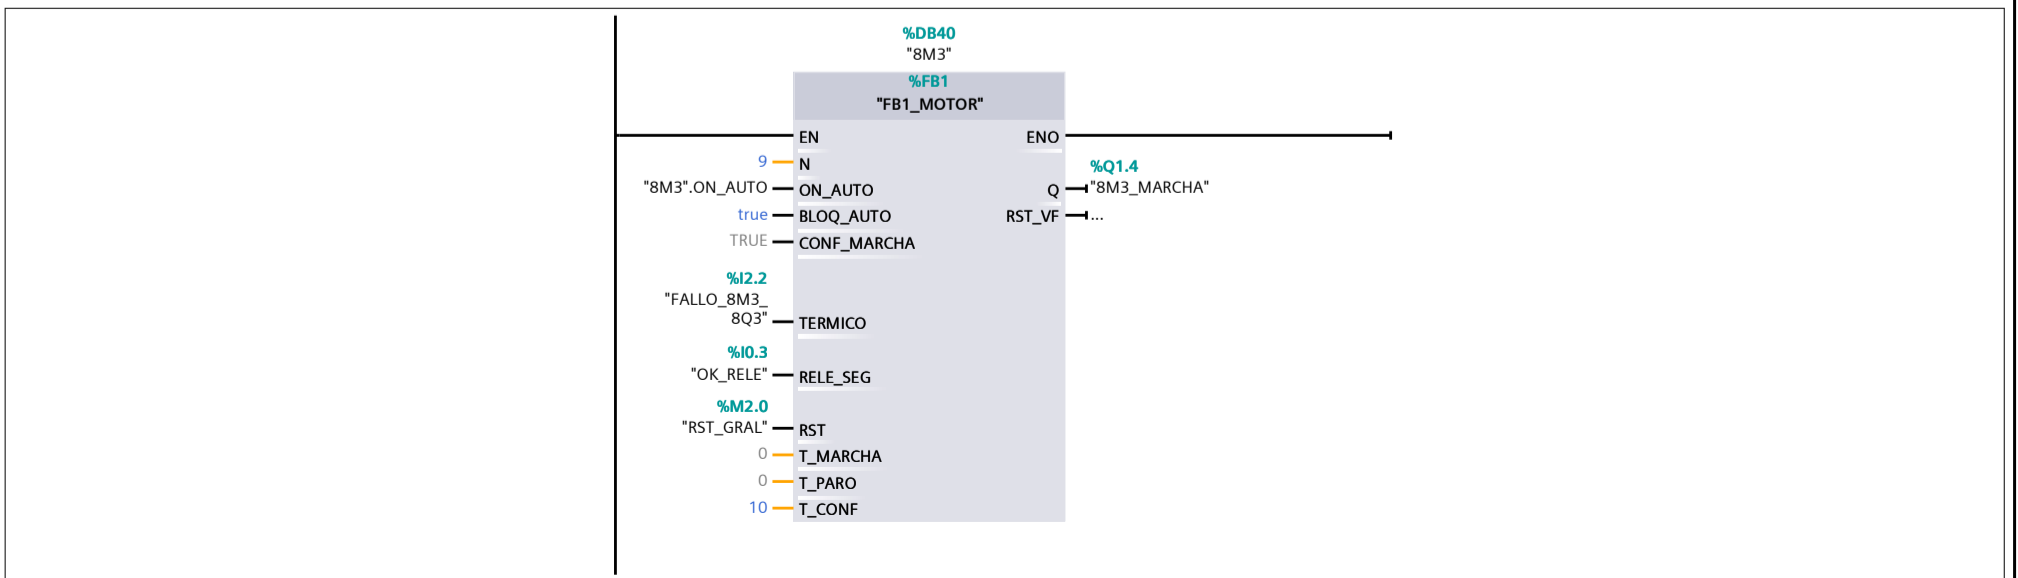 %DB40
"8M3"
%FB1
"FB1_MOTOR"
EN ENO
9 N
%Q1.4
"8M3".ON_AUTO ON_AUTO Q "8M3_MARCHA"
true BLOQ_AUTO RST_VF ...
TRUE CONF_MARCHA
%I2.2
"FALLO_8M3_
8Q3" TERMICO
%I0.3
"OK_RELE" RELE_SEG
%M2.0
"RST_GRAL" RST
0 T_MARCHA
0 T_PARO
10 T_CONF